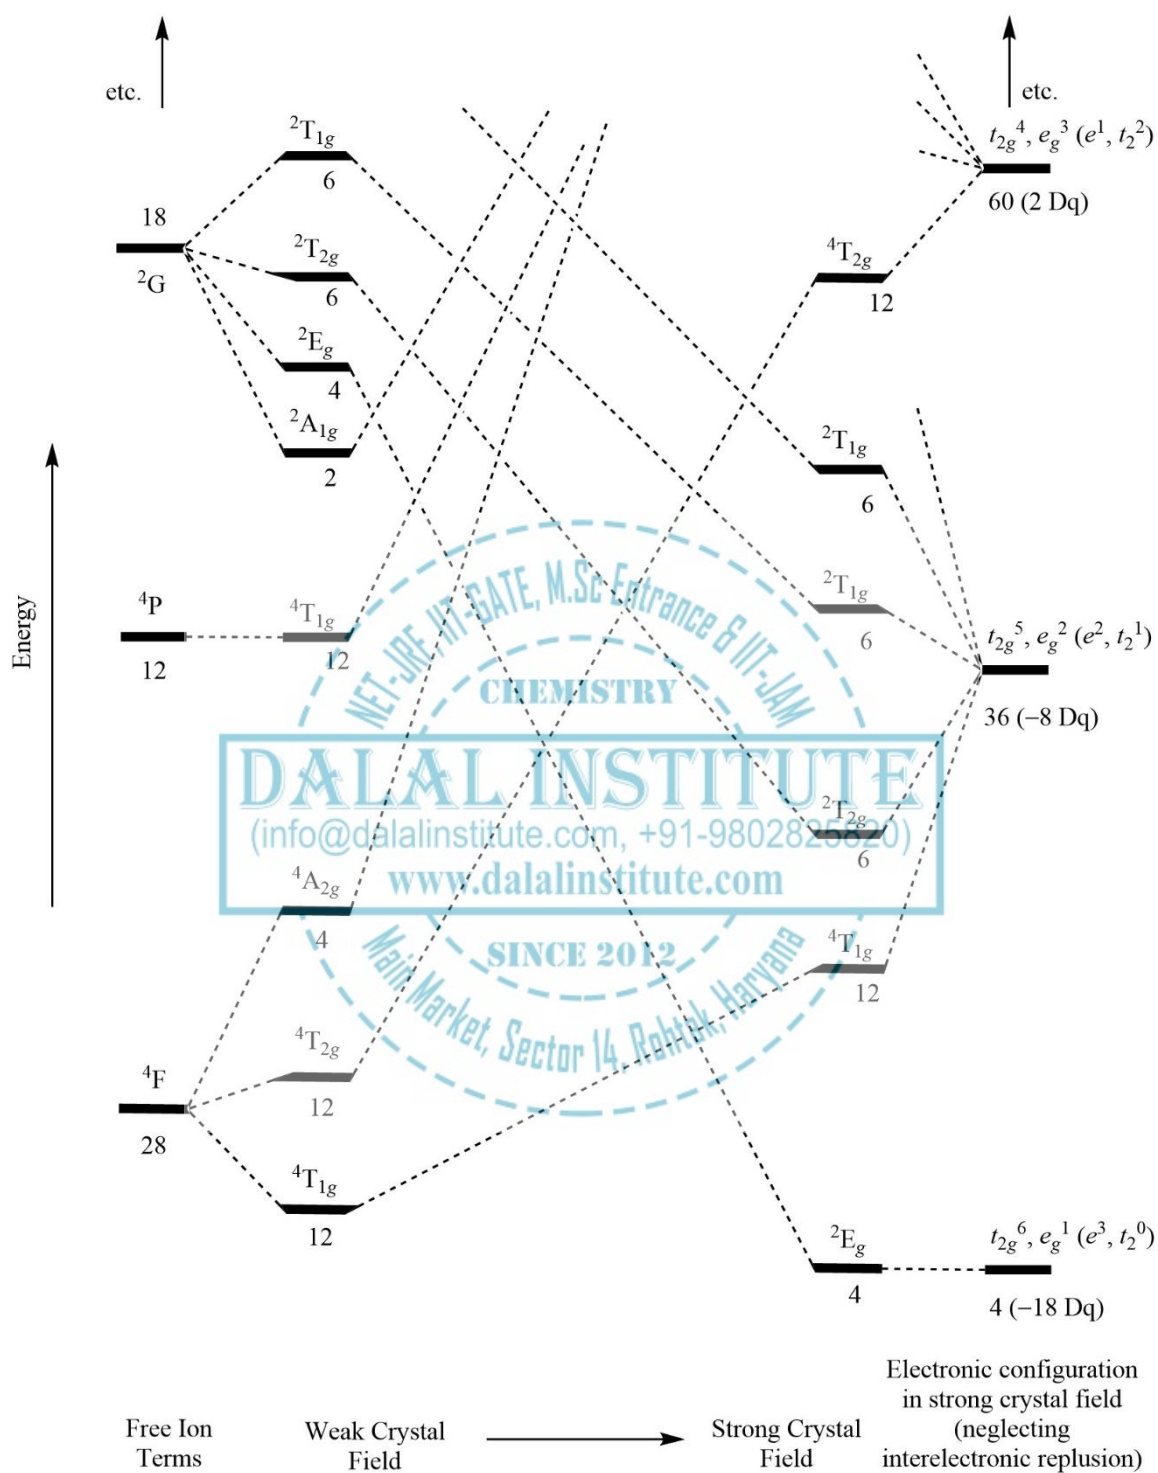 etc.
etc.
²T₁g
6
t₂g⁴, eg³ (e¹, t₂²)
60 (2 Dq)
18
²G
²T₂g
6
⁴T₂g
12
²Eg
4
²A₁g
2
²T₁g
6
Energy
⁴P
12
⁴T₁g
12
²T₁g
6
t₂g⁵, eg² (e², t₂¹)
36 (−8 Dq)
NET-JRF, IIT-GATE, M.Sc Entrance & IIT-JAM
CHEMISTRY
DALAL INSTITUTE
(info@dalalinstitute.com, +91-9802825820)
www.dalalinstitute.com
²T₂g
6
⁴A₂g
4
SINCE 2012
Main Market, Sector 14, Rohtak, Haryana
⁴T₁g
12
⁴F
28
⁴T₂g
12
⁴T₁g
12
²Eg
4
t₂g⁶, eg¹ (e³, t₂⁰)
4 (−18 Dq)
Free Ion
Terms
Weak Crystal
Field
Strong Crystal
Field
Electronic configuration
in strong crystal field
(neglecting
interelectronic replusion)